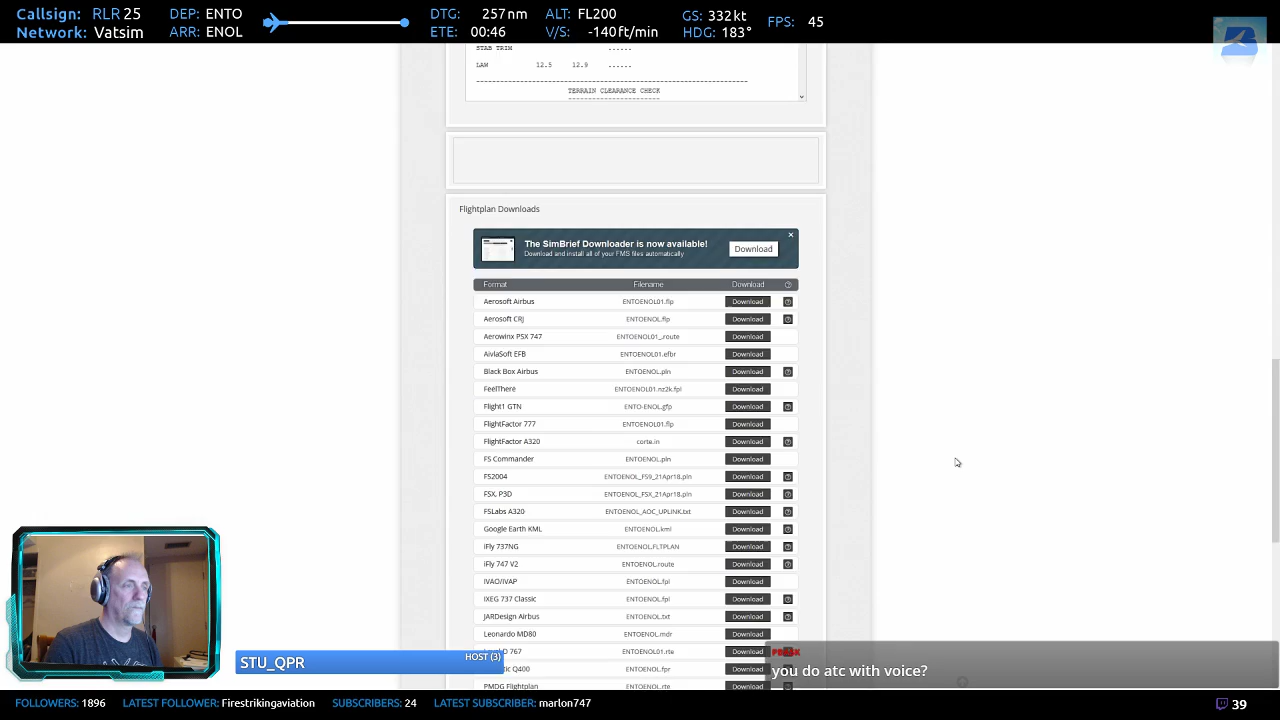 Callsign: RLR 25 DEP: ENTO DTG: 257nm ALT: FL200 GS: 332kt FPS: 45
Network: Vatsim ARR: ENOL ETE: 00:46 V/S: -140ft/min HDG: 183°
STAB TRIM ......
LAW 12.5 12.9 ......
TERRAIN CLEARANCE CHECK
Flightplan Downloads
The SimBrief Downloader is now available!
Download and install all of your FMS files automatically
Download
Format Filename Download
Aerosoft Airbus ENTOENOL01.flp Download
Aerosoft CRJ ENTOENOL.flp Download
Aerowinx PSX 747 ENTOENOL01_.route Download
AivlaSoft EFB ENTOENOL01.efbr Download
Black Box Airbus ENTOENOL.pln Download
FeelThere ENTOENOL01.nz2k.fpl Download
Flight1 GTN ENTO-ENOL.gfp Download
FlightFactor 777 ENTOENOL01.flp Download
FlightFactor A320 corte.in Download
FS Commander ENTOENOL.pln Download
FS2004 ENTOENOL_FS9_21Apr18.pln Download
FSX, P3D ENTOENOL_FSX_21Apr18.pln Download
FSLabs A320 ENTOENOL_AOC_UPLINK.txt Download
Google Earth KML ENTOENOL.kml Download
iFly 737NG ENTOENOL.FLTPLAN Download
iFly 747 V2 ENTOENOL.route Download
IVAO/IVAP ENTOENOL.fpl Download
IXEG 737 Classic ENTOENOL.fpl Download
JARDesign Airbus ENTOENOL.txt Download
Leonardo MD80 ENTOENOL.mdr Download
767 ENTOENOL01.rte Download
Q400 ENTOENOL.fpr Download
PMDG Flightplan ENTOENOL.rte Download
STU_QPR HOST (3)
you do atc with voice?
FOLLOWERS: 1896 LATEST FOLLOWER: Firestrikingaviation SUBSCRIBERS: 24 LATEST SUBSCRIBER: marlon747 39